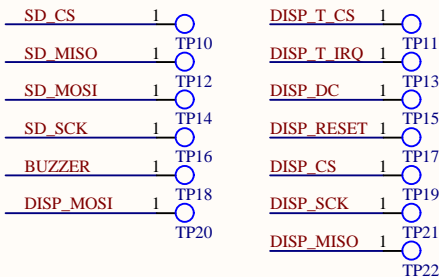 SD_CS 1 TP10
SD_MISO 1 TP12
SD_MOSI 1 TP14
SD_SCK 1 TP16
BUZZER 1 TP18
DISP_MOSI 1 TP20
DISP_T_CS 1 TP11
DISP_T_IRQ 1 TP13
DISP_DC 1 TP15
DISP_RESET 1 TP17
DISP_CS 1 TP19
DISP_SCK 1 TP21
DISP_MISO 1 TP22